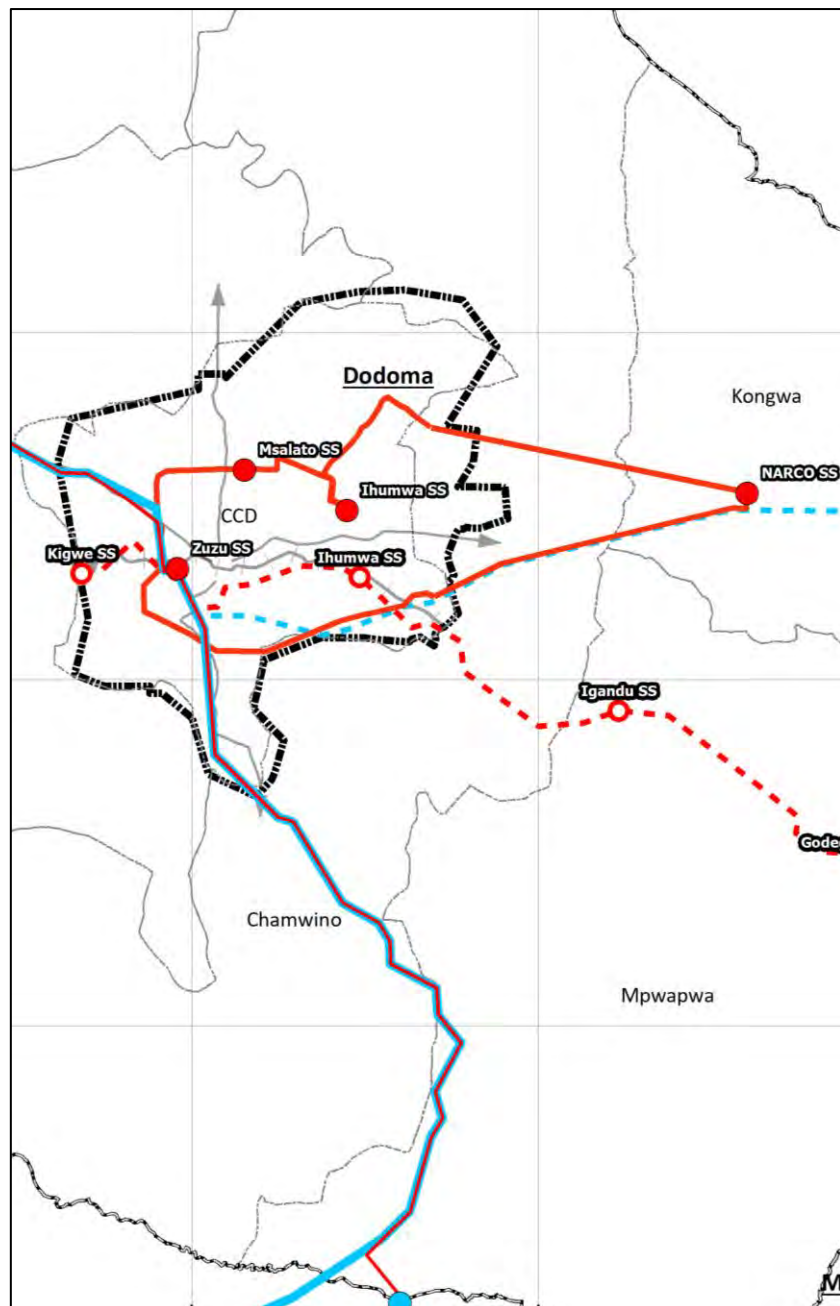 Dodoma
Kongwa
Msalato SS
NARCO SS
Ihumwa SS
CCD
Kigwe SS
Zuzu SS
Ihumwa SS
Igandu SS
Chamwino
Mpwapwa